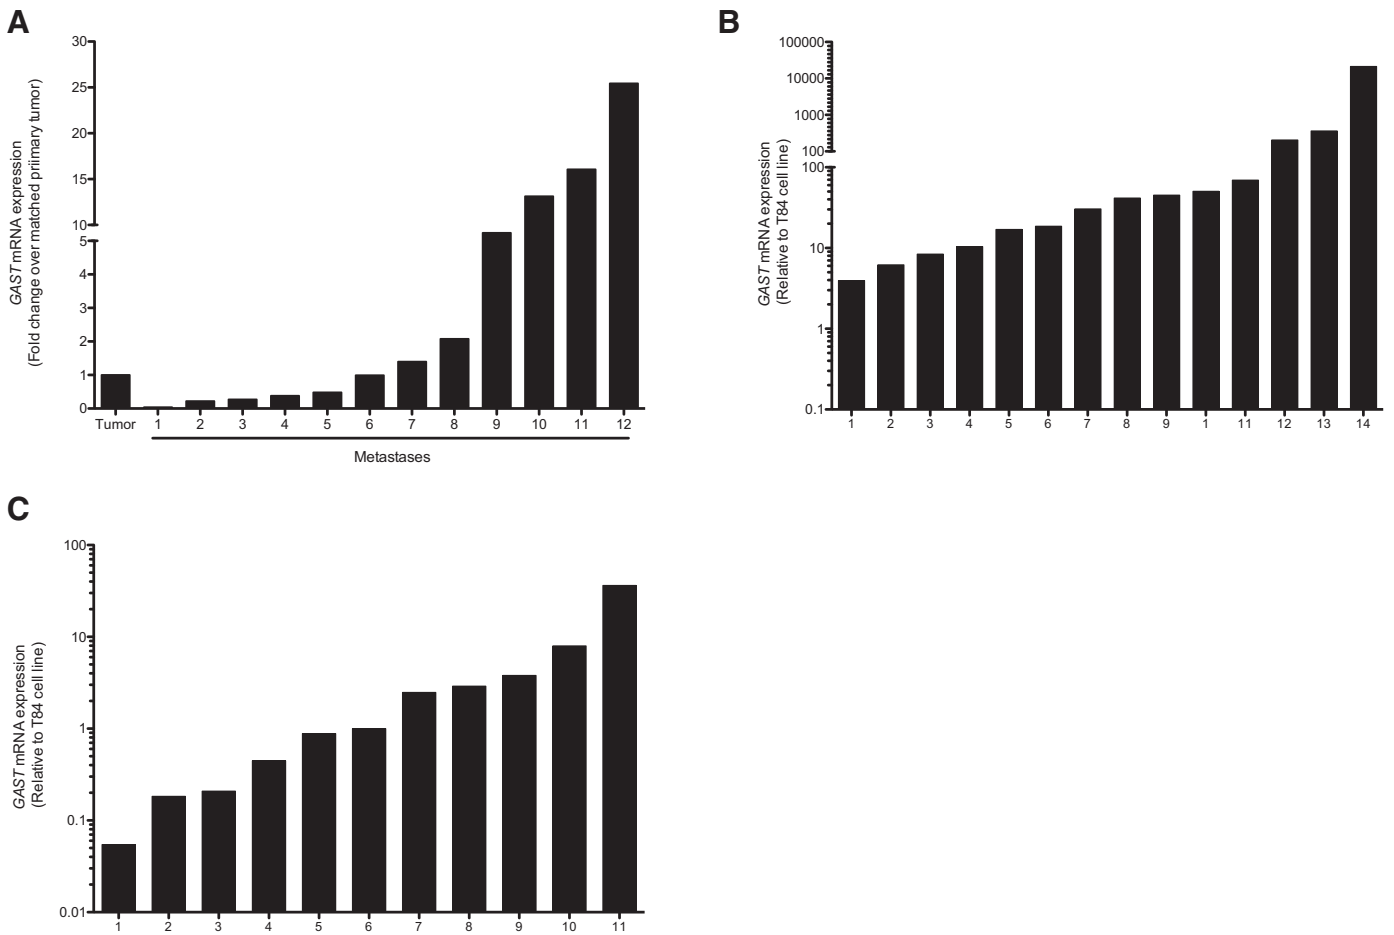 A
GAST mRNA expression
(Fold change over matched priimary tumor)
30
25
20
15
10
5
4
3
2
1
0
Tumor 1 2 3 4 5 6 7 8 9 10 11 12
Metastases
B
GAST mRNA expression
(Relative to T84 cell line)
100000
10000
1000
100
100
10
1
0.1
1 2 3 4 5 6 7 8 9 1 11 12 13 14
C
GAST mRNA expression
(Relative to T84 cell line)
100
10
1
0.1
0.01
1 2 3 4 5 6 7 8 9 10 11